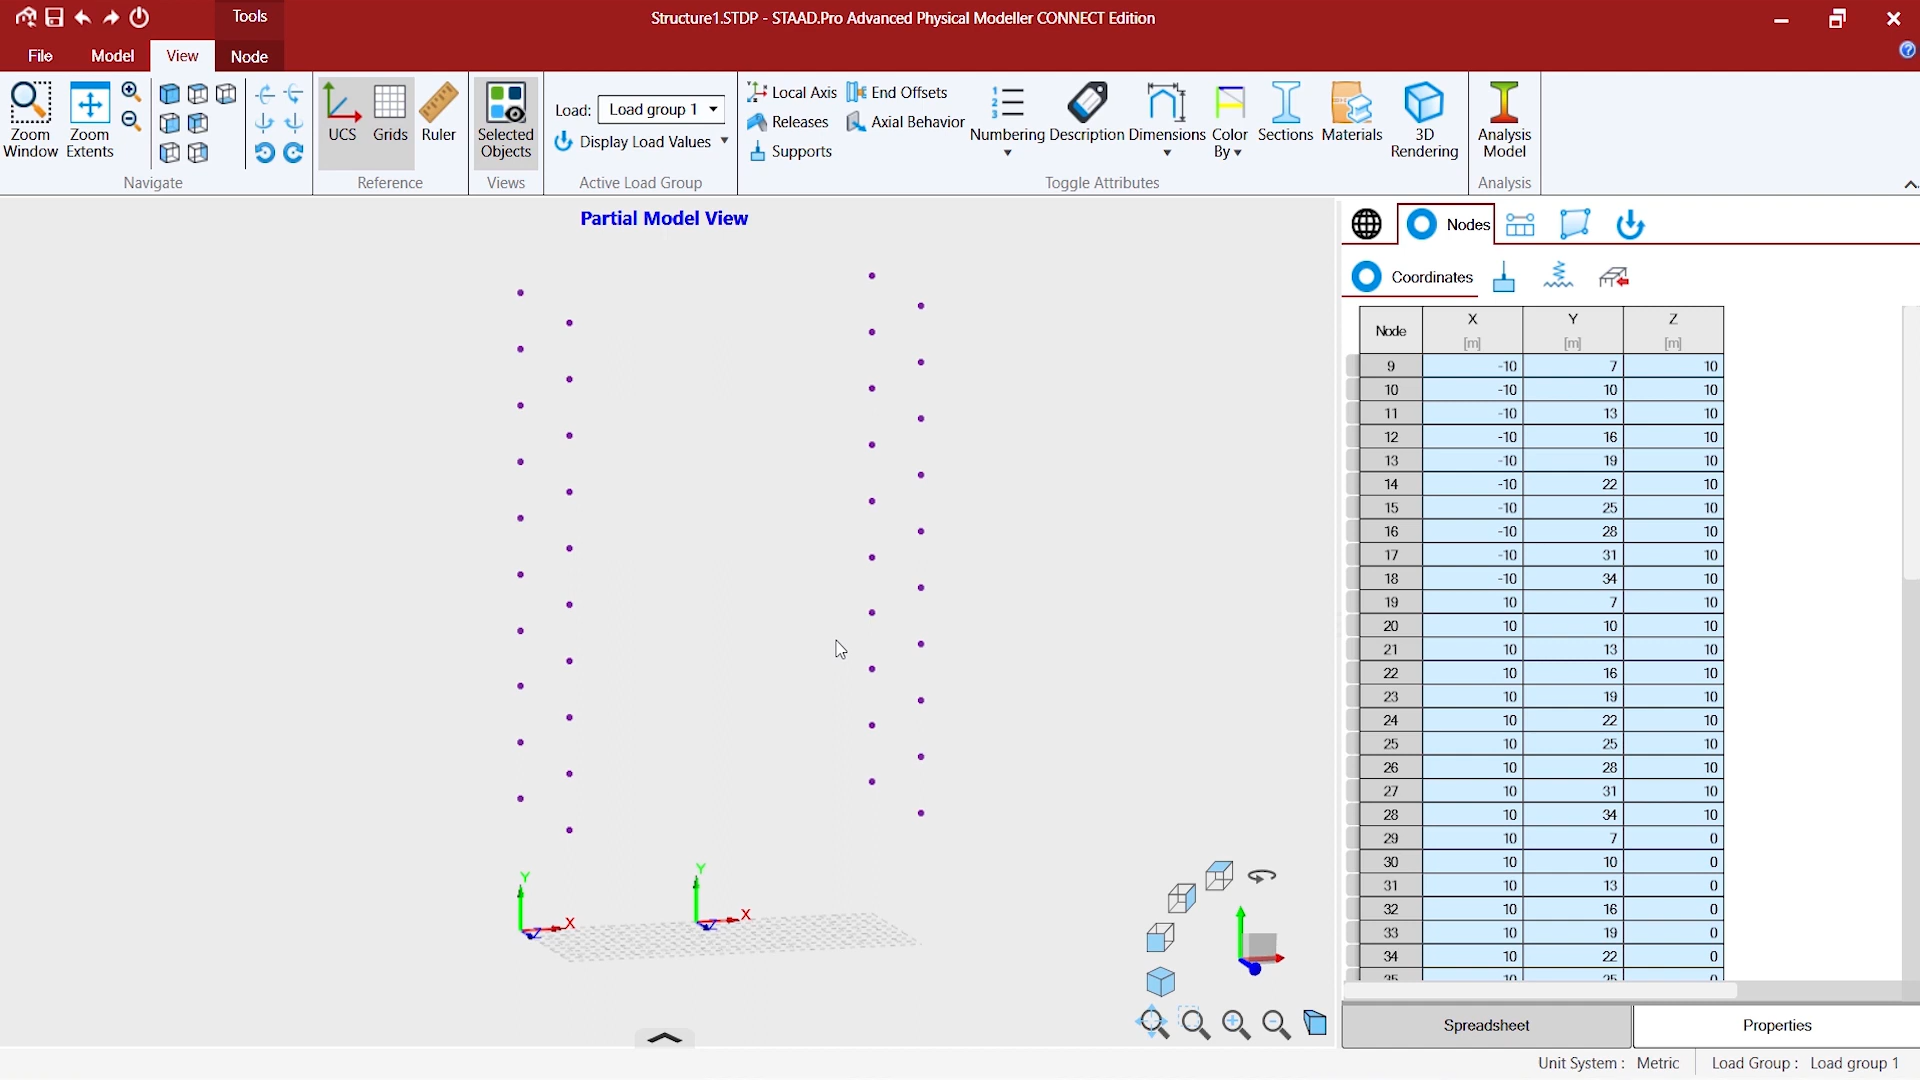 Tools
Structure1.STDP - STAAD.Pro Advanced Physical Modeller CONNECT Edition
File
Model
View
Node
Zoom Window
Zoom Extents
Navigate
UCS
Grids
Ruler
Reference
Selected Objects
Views
Load: Load group 1
Display Load Values
Active Load Group
Local Axis
End Offsets
Releases
Axial Behavior
Supports
Numbering
Description
Dimensions
Color By
Sections
Materials
3D Rendering
Toggle Attributes
Analysis Model
Analysis
Partial Model View
Y
X
Z
Y
X
Z
Nodes
Coordinates
Node X [m] Y [m] Z [m]
9 -10 7 10
10 -10 10 10
11 -10 13 10
12 -10 16 10
13 -10 19 10
14 -10 22 10
15 -10 25 10
16 -10 28 10
17 -10 31 10
18 -10 34 10
19 10 7 10
20 10 10 10
21 10 13 10
22 10 16 10
23 10 19 10
24 10 22 10
25 10 25 10
26 10 28 10
27 10 31 10
28 10 34 10
29 10 7 0
30 10 10 0
31 10 13 0
32 10 16 0
33 10 19 0
34 10 22 0
35 10 25 0
Spreadsheet
Properties
Unit System : Metric
Load Group : Load group 1